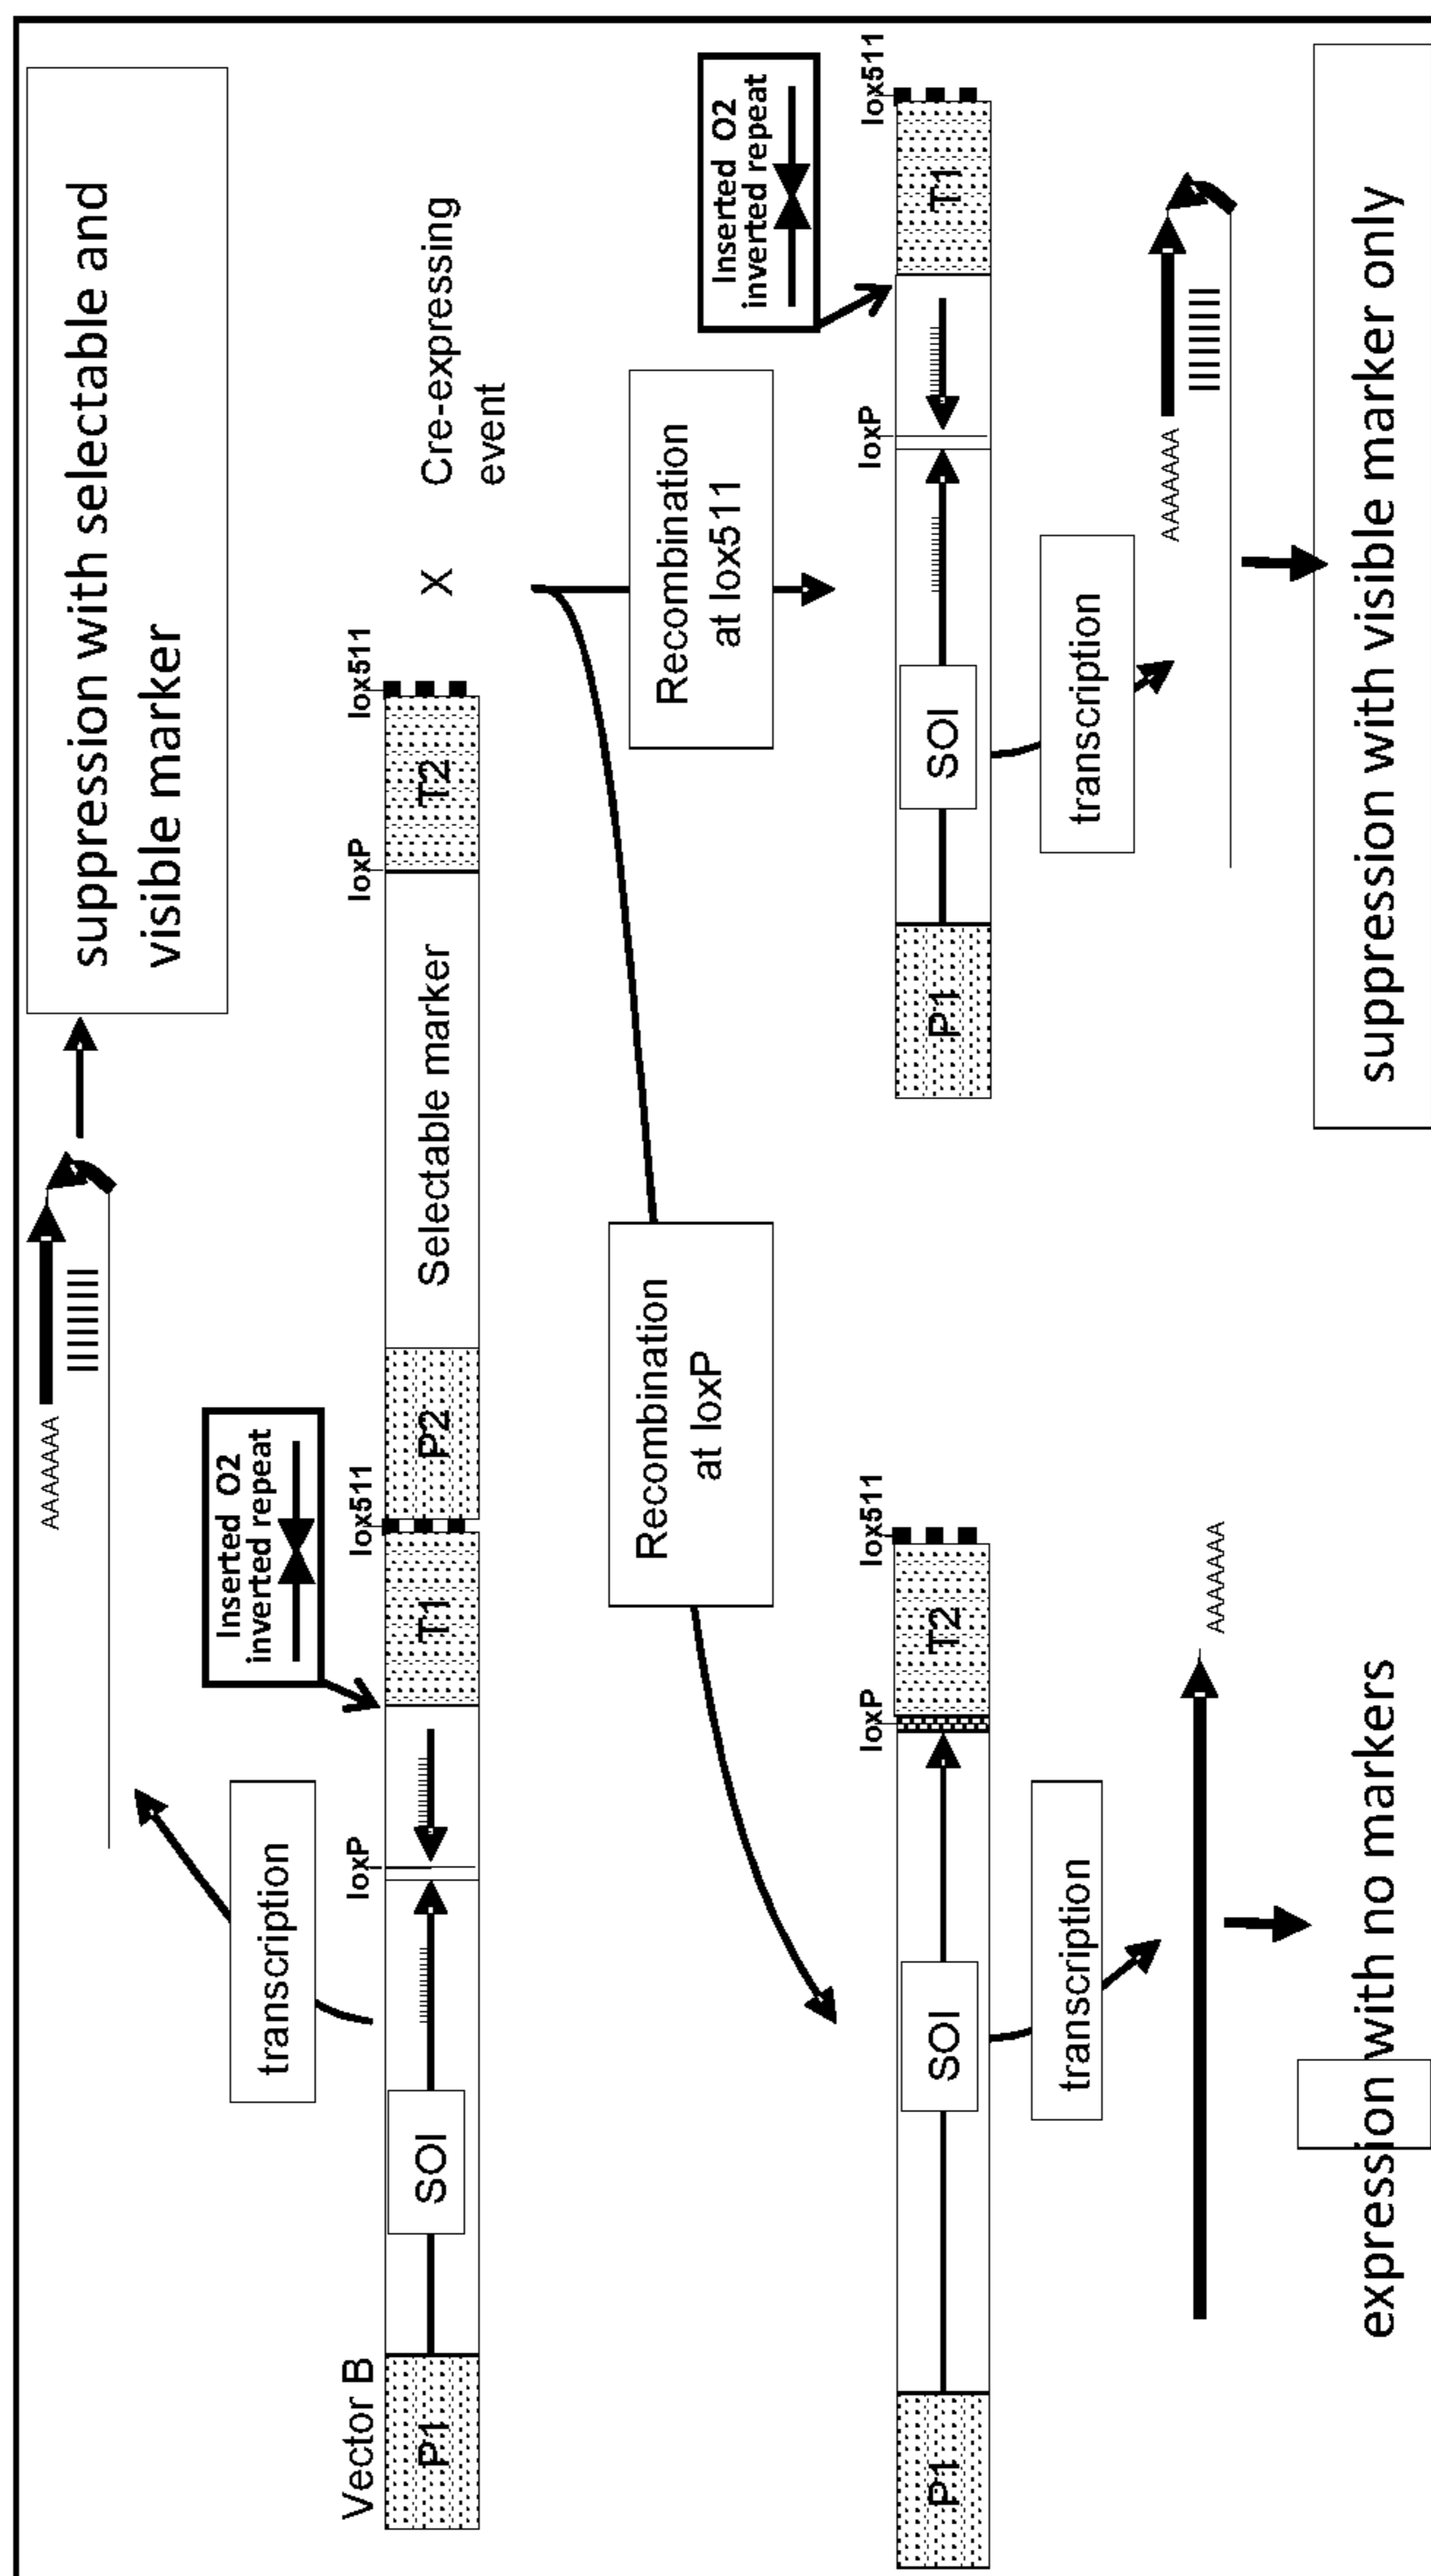 AAAAAAA
suppression with selectable and
visible marker
transcription
Inserted O2
inverted repeat
Vector B
loxP
lox511
loxP
lox511
P1
SOI
T1
P2
Selectable marker
T2
X
Cre-expressing
event
Recombination
at loxP
Recombination
at lox511
Inserted O2
inverted repeat
loxP
lox511
P1
SOI
T2
loxP
lox511
P1
SOI
T1
transcription
AAAAAAA
transcription
AAAAAAA
expression with no markers
suppression with visible marker only